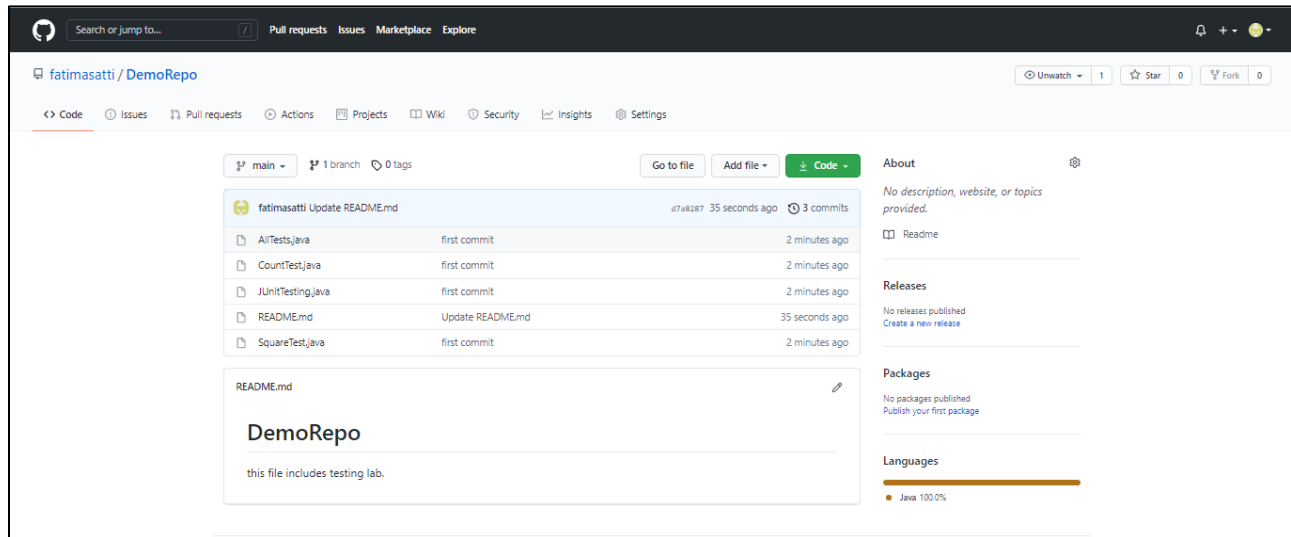 Search or jump to... /
Pull requests Issues Marketplace Explore
fatimasatti / DemoRepo
Unwatch 1 Star 0 Fork 0
<> Code Issues Pull requests Actions Projects Wiki Security Insights Settings
main 1 branch 0 tags
Go to file Add file Code
fatimasatti Update README.md d7a8287 35 seconds ago 3 commits
AllTests.java first commit 2 minutes ago
CountTest.java first commit 2 minutes ago
JUnitTesting.java first commit 2 minutes ago
README.md Update README.md 35 seconds ago
SquareTest.java first commit 2 minutes ago
README.md
DemoRepo
this file includes testing lab.
About
No description, website, or topics
provided.
Readme
Releases
No releases published
Create a new release
Packages
No packages published
Publish your first package
Languages
Java 100.0%